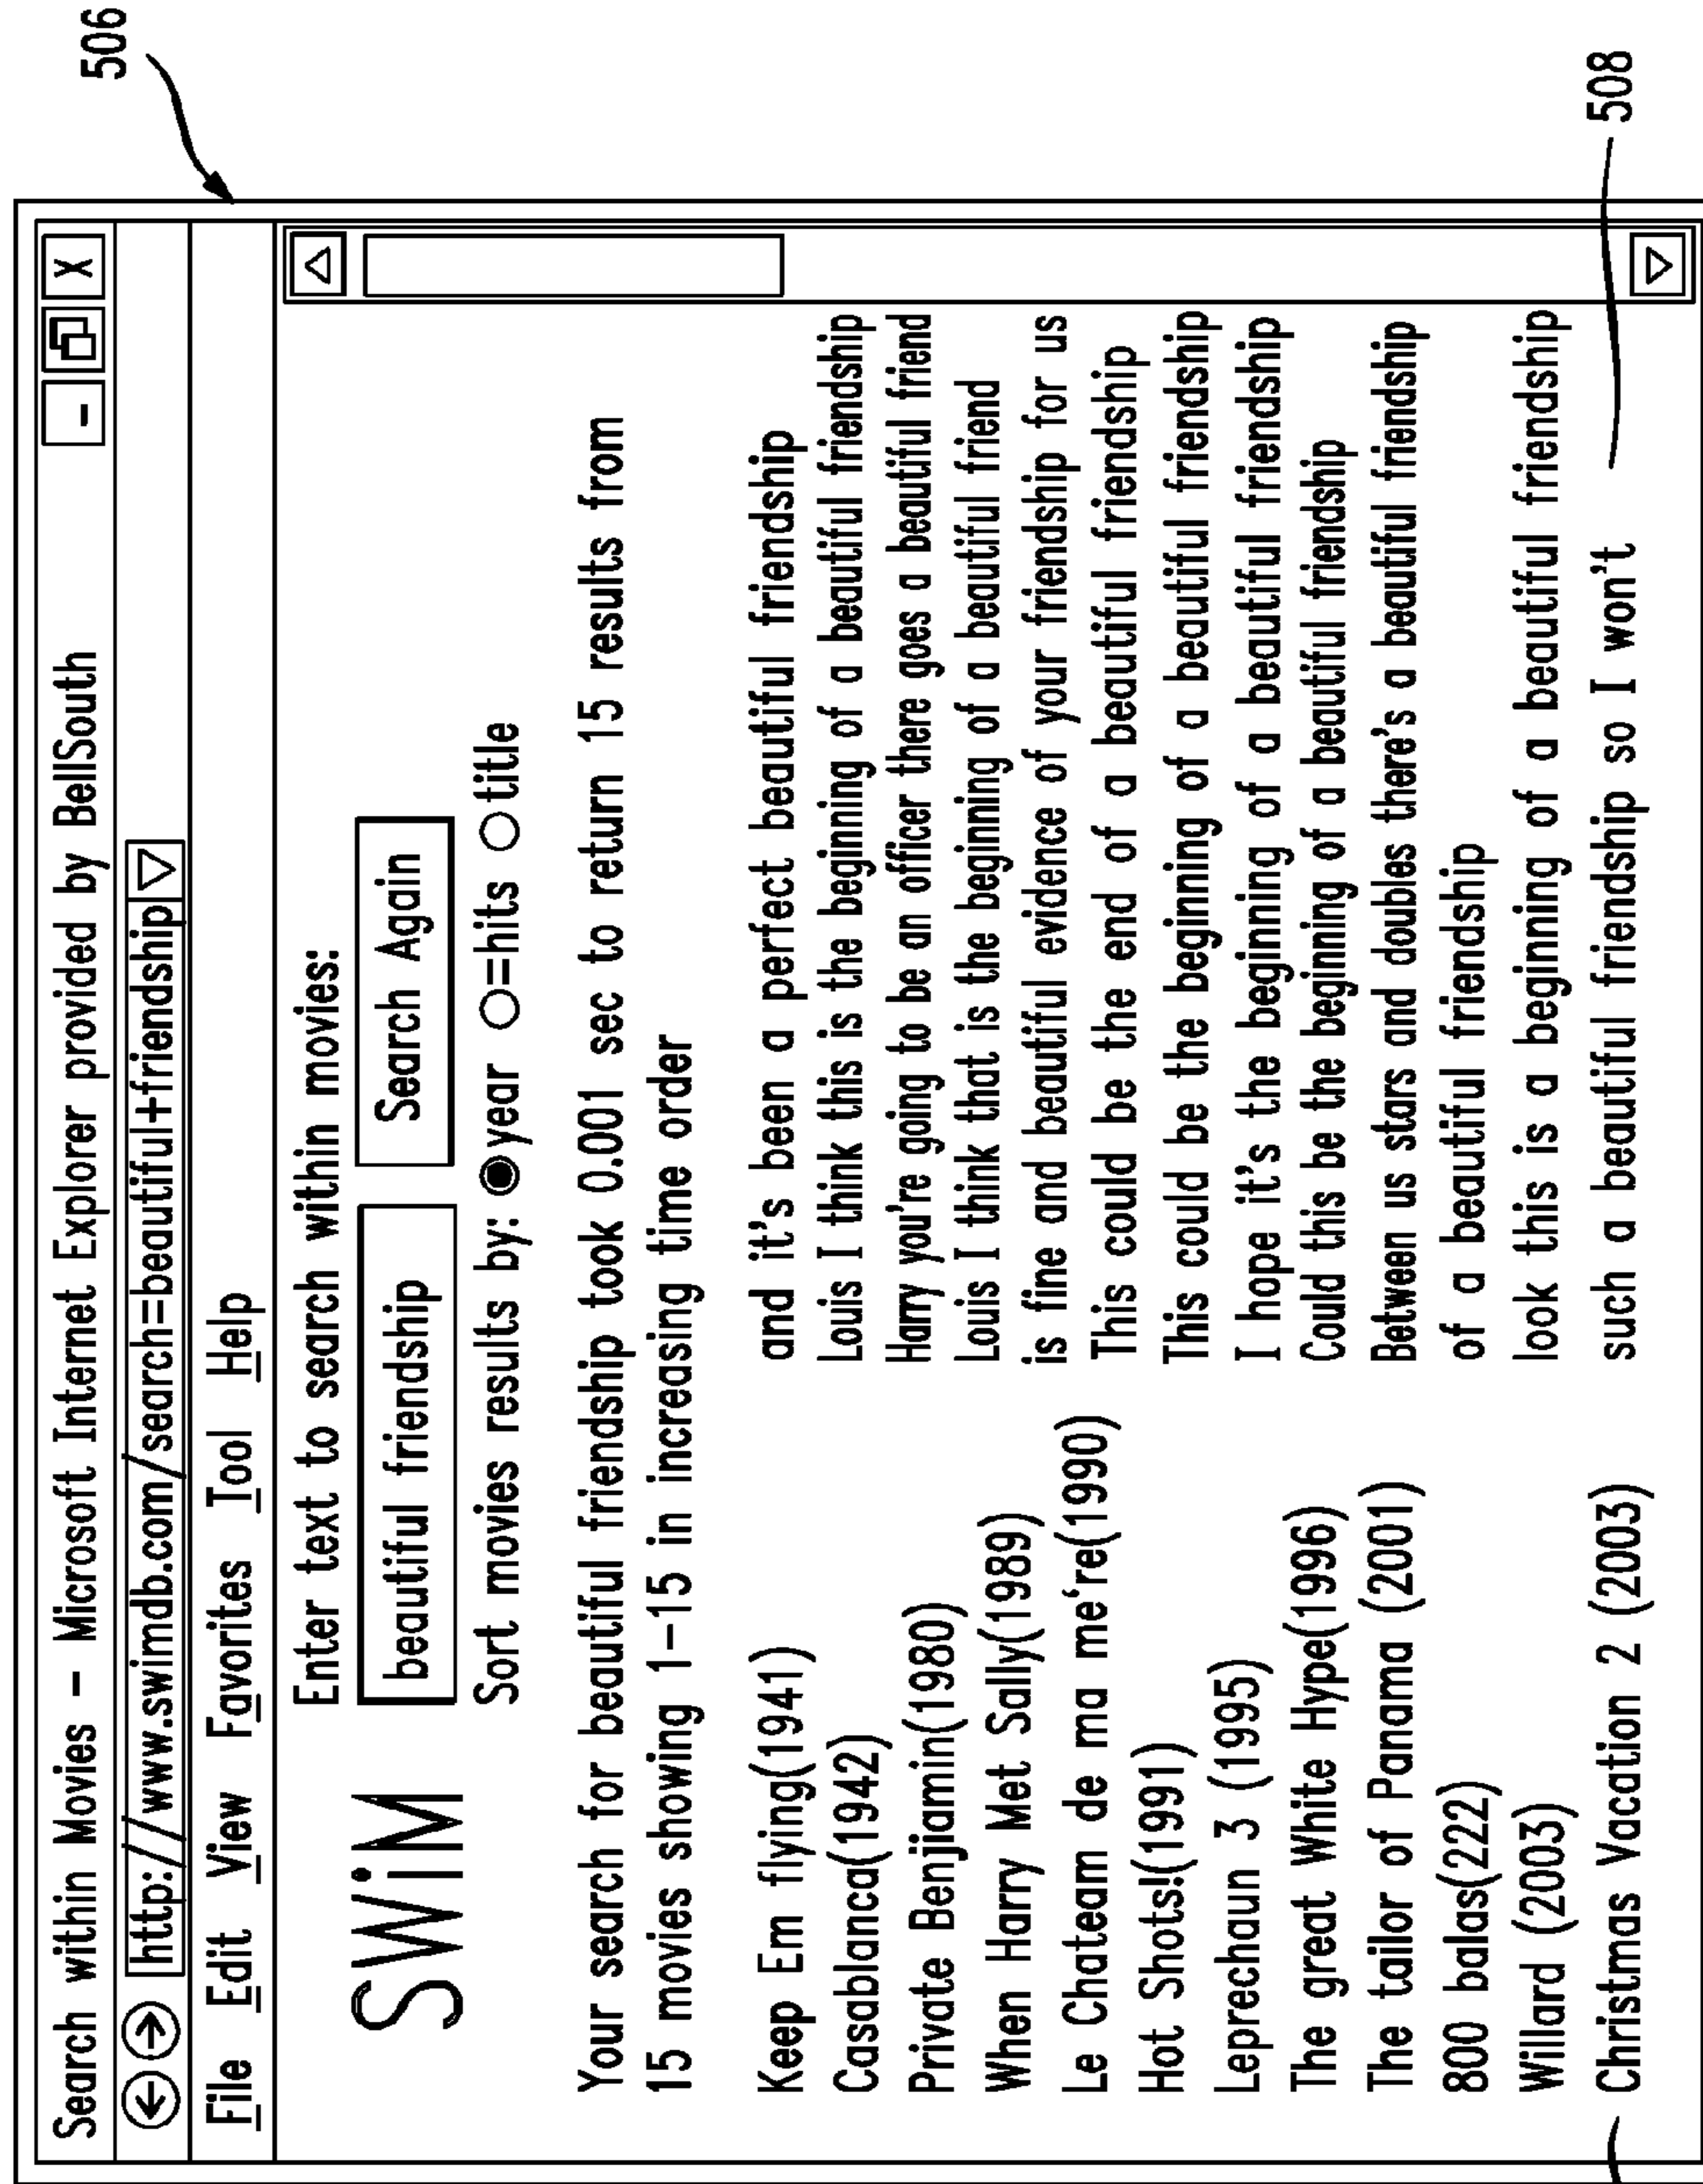 506
Search within Movies – Microsoft Internet Explorer provided by BellSouth – X
http://www.swimdb.com/search=beautiful+friendship
File Edit View Favorites Tool Help
SWiM
Enter text to search within movies:
beautiful friendship Search Again
Sort movies results by: year =hits title
Your search for beautiful friendship took 0.001 sec to return 15 results from
15 movies showing 1–15 in increasing time order
Keep Em flying(1941)
Casablanca(1942)
Private Benjiamin(1980)
When Harry Met Sally(1989)
Le Chateam de ma me‘re(1990)
Hot Shots!(1991)
Leprechaun 3 (1995)
The great White Hype(1996)
The tailor of Panama (2001)
800 balas(222)
Willard (2003)
Christmas Vacation 2 (2003)
and it's been a perfect beautiful friendship
Louis I think this is the beginning of a beautiful friendship
Harry you're going to be an officer there goes a beautiful friend
Louis I think that is the beginning of a beautiful friend
is fine and beautiful evidence of your friendship for us
This could be the end of a beautiful friendship
This could be the beginning of a beautiful friendship
I hope it's the beginning of a beautiful friendship
Could this be the beginning of a beautiful friendship
Between us stars and doubles there's a beautiful friendship
of a beautiful friendship
look this is a beginning of a beautiful friendship
such a beautiful friendship so I won't
508